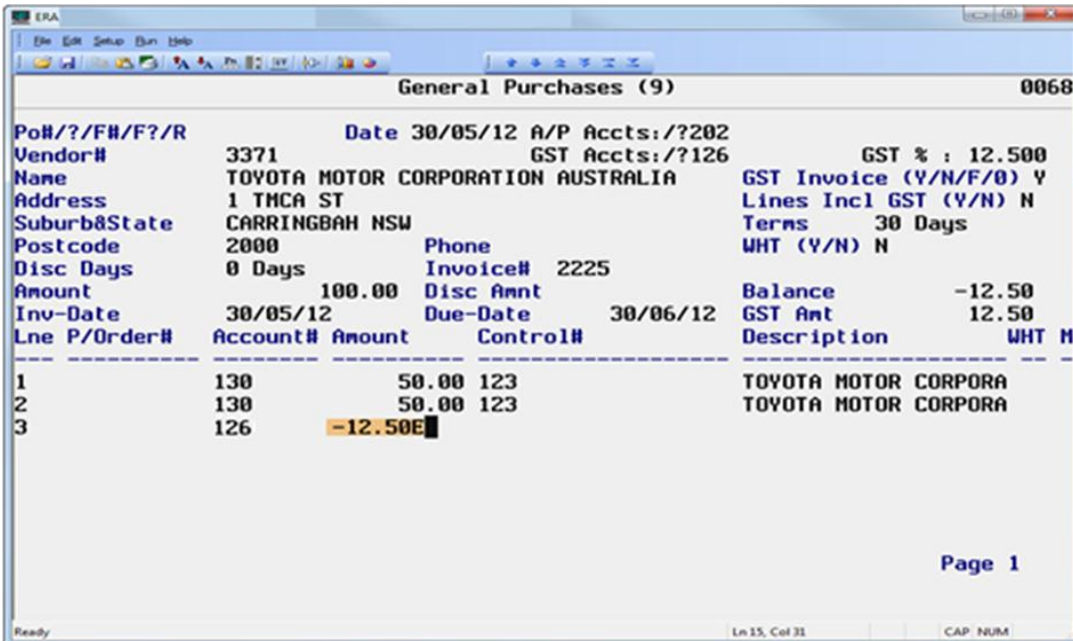 ERA
File Edit Setup Run Help
General Purchases (9) 0068
Po#/?/F#/F?/R Date 30/05/12 A/P Accts:/?202
Vendor# 3371 GST Accts:/?126 GST % : 12.500
Name TOYOTA MOTOR CORPORATION AUSTRALIA GST Invoice (Y/N/F/0) Y
Address 1 TMCA ST Lines Incl GST (Y/N) N
Suburb&State CARRINGBAH NSW Terms 30 Days
Postcode 2000 Phone WHT (Y/N) N
Disc Days 0 Days Invoice# 2225
Amount 100.00 Disc Amnt Balance -12.50
Inv-Date 30/05/12 Due-Date 30/06/12 GST Amt 12.50
Lne P/Order# Account# Amount Control# Description WHT M
1 130 50.00 123 TOYOTA MOTOR CORPORA
2 130 50.00 123 TOYOTA MOTOR CORPORA
3 126 -12.50E
Page 1
Ready Ln 15, Col 31 CAP NUM